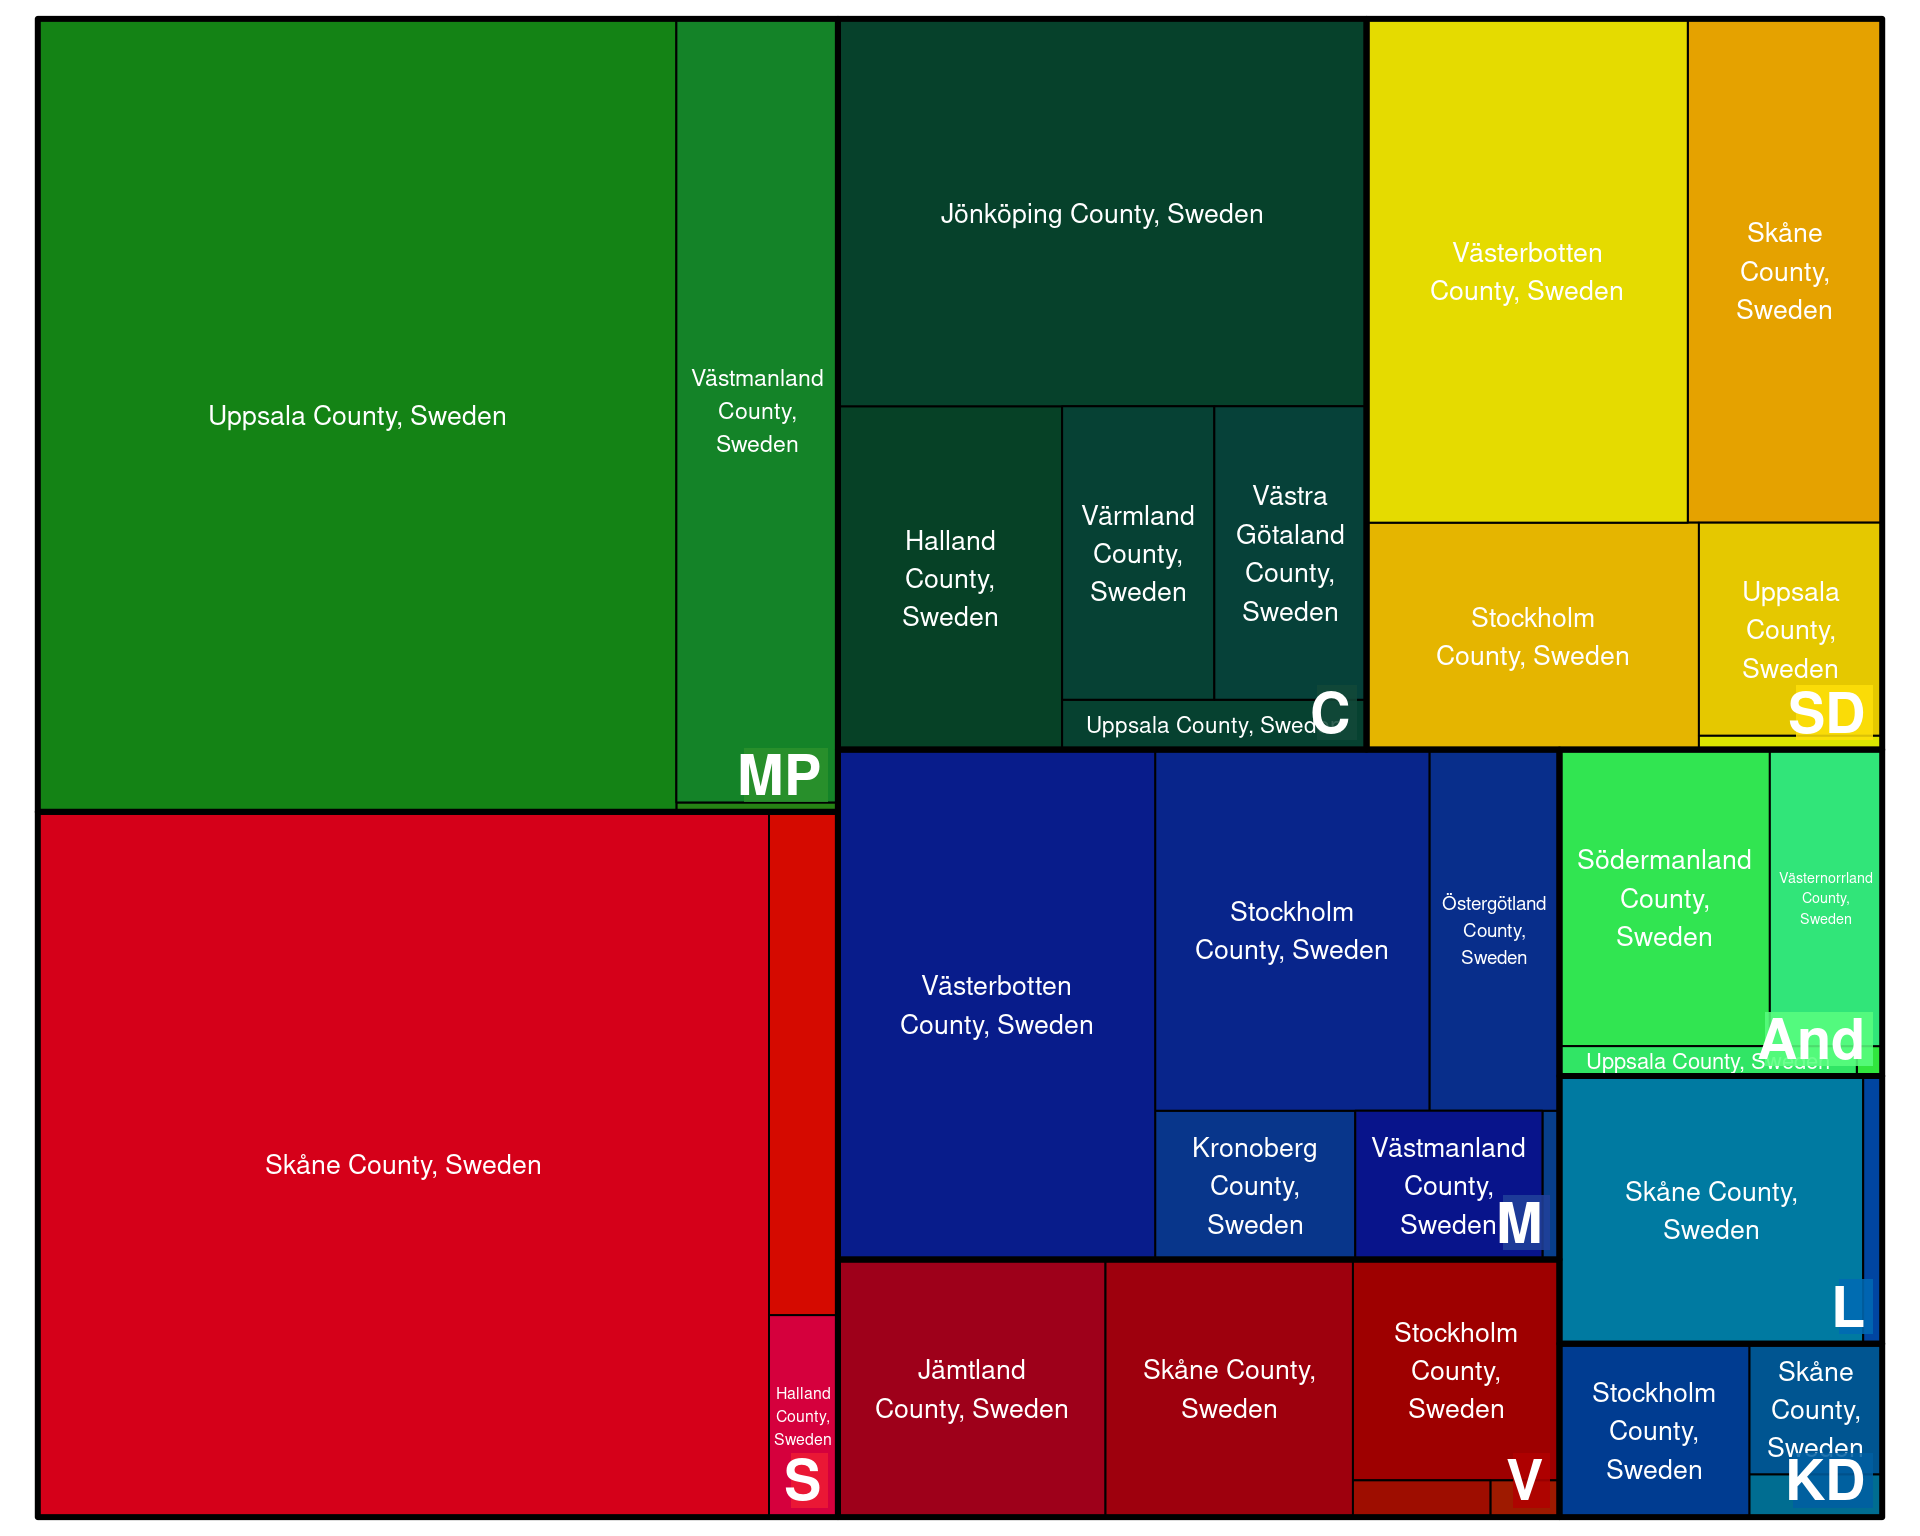 Uppsala County, Sweden
Västmanland
County,
Sweden
MP
Skåne County, Sweden
Halland
County,
Sweden
S
Jönköping County, Sweden
Halland
County,
Sweden
Värmland
County,
Sweden
Västra
Götaland
County,
Sweden
Uppsala County, Sweden
C
Västerbotten
County, Sweden
Skåne
County,
Sweden
Stockholm
County, Sweden
Uppsala
County,
Sweden
SD
Västerbotten
County, Sweden
Stockholm
County, Sweden
Östergötland
County,
Sweden
Kronoberg
County,
Sweden
Västmanland
County,
Sweden
M
Södermanland
County,
Sweden
Västernorrland
County,
Sweden
Uppsala County, Sweden
And
Skåne County,
Sweden
L
Jämtland
County, Sweden
Skåne County,
Sweden
Stockholm
County,
Sweden
V
Stockholm
County,
Sweden
Skåne
County,
Sweden
KD